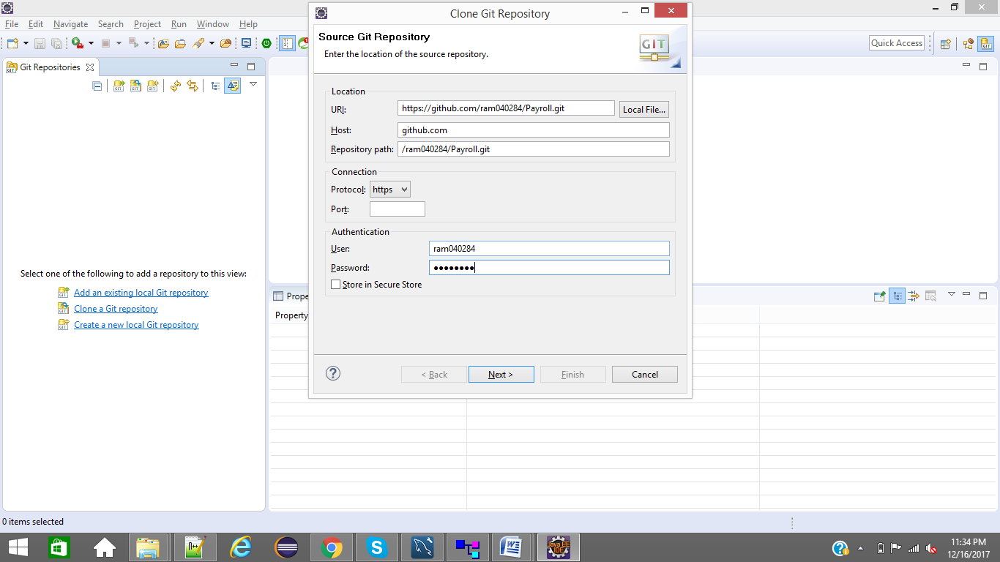 Clone Git Repository
File Edit Navigate Search Project Run Window Help
Quick Access
Git Repositories
Source Git Repository
Enter the location of the source repository.
GIT
Location
URI:
https://github.com/ram040284/Payroll.git
Local File...
Host:
github.com
Repository path:
/ram040284/Payroll.git
Connection
Protocol:
https
Port:
Authentication
User:
ram040284
Password:
●●●●●●●●
Store in Secure Store
< Back
Next >
Finish
Cancel
Select one of the following to add a repository to this view:
Add an existing local Git repository
Clone a Git repository
Create a new local Git repository
Prope
Property
0 items selected
Java EE
IDE
11:34 PM
12/16/2017